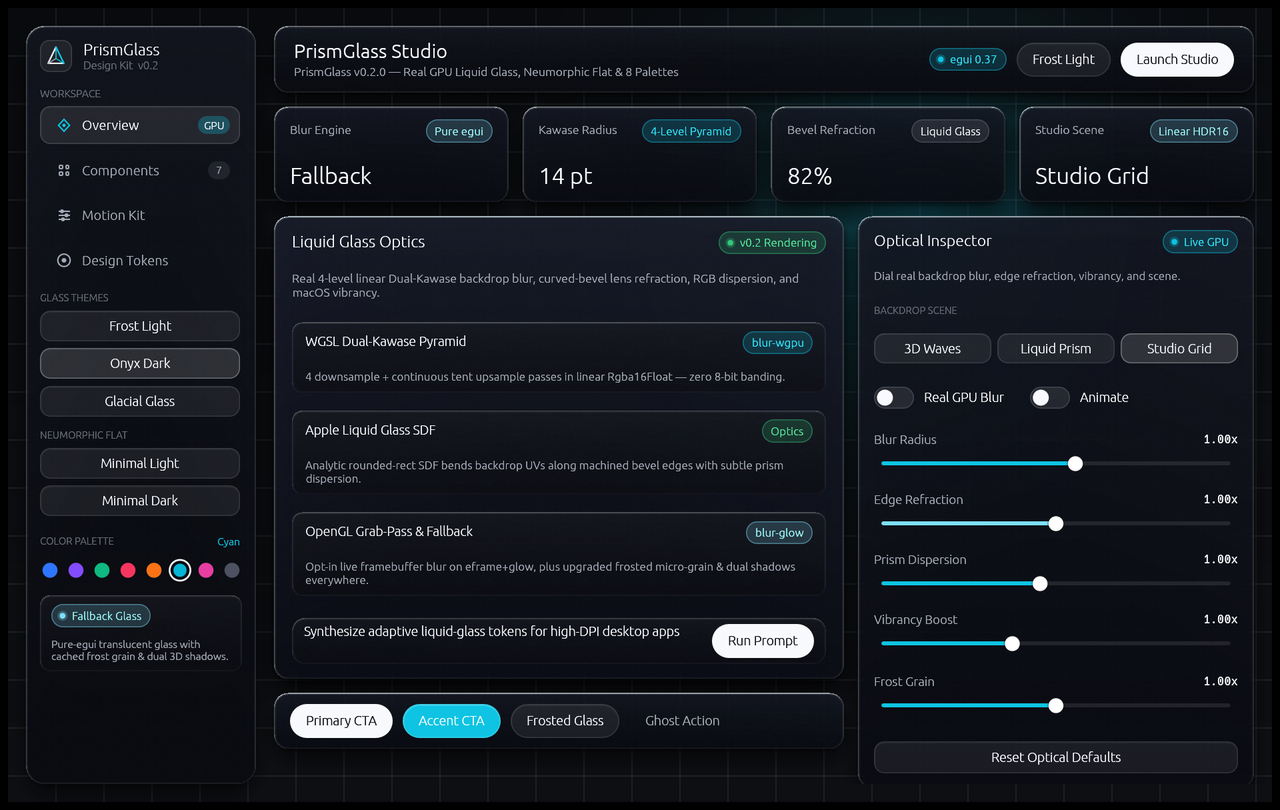 PrismGlass
Design Kit v0.2
WORKSPACE
Overview
GPU
Components
7
Motion Kit
Design Tokens
GLASS THEMES
Frost Light
Onyx Dark
Glacial Glass
NEUMORPHIC FLAT
Minimal Light
Minimal Dark
COLOR PALETTE
Cyan
Fallback Glass
Pure-egui translucent glass with
cached frost grain & dual 3D shadows.
PrismGlass Studio
PrismGlass v0.2.0 — Real GPU Liquid Glass, Neumorphic Flat & 8 Palettes
egui 0.37
Frost Light
Launch Studio
Blur Engine
Pure egui
Fallback
Kawase Radius
4-Level Pyramid
14 pt
Bevel Refraction
Liquid Glass
82%
Studio Scene
Linear HDR16
Studio Grid
Liquid Glass Optics
v0.2 Rendering
Real 4-level linear Dual-Kawase backdrop blur, curved-bevel lens refraction, RGB dispersion, and
macOS vibrancy.
WGSL Dual-Kawase Pyramid
blur-wgpu
4 downsample + continuous tent upsample passes in linear Rgba16Float — zero 8-bit banding.
Apple Liquid Glass SDF
Optics
Analytic rounded-rect SDF bends backdrop UVs along machined bevel edges with subtle prism
dispersion.
OpenGL Grab-Pass & Fallback
blur-glow
Opt-in live framebuffer blur on eframe+glow, plus upgraded frosted micro-grain & dual shadows
everywhere.
Synthesize adaptive liquid-glass tokens for high-DPI desktop apps
Run Prompt
Primary CTA
Accent CTA
Frosted Glass
Ghost Action
Optical Inspector
Live GPU
Dial real backdrop blur, edge refraction, vibrancy, and scene.
BACKDROP SCENE
3D Waves
Liquid Prism
Studio Grid
Real GPU Blur
Animate
Blur Radius
1.00x
Edge Refraction
1.00x
Prism Dispersion
1.00x
Vibrancy Boost
1.00x
Frost Grain
1.00x
Reset Optical Defaults